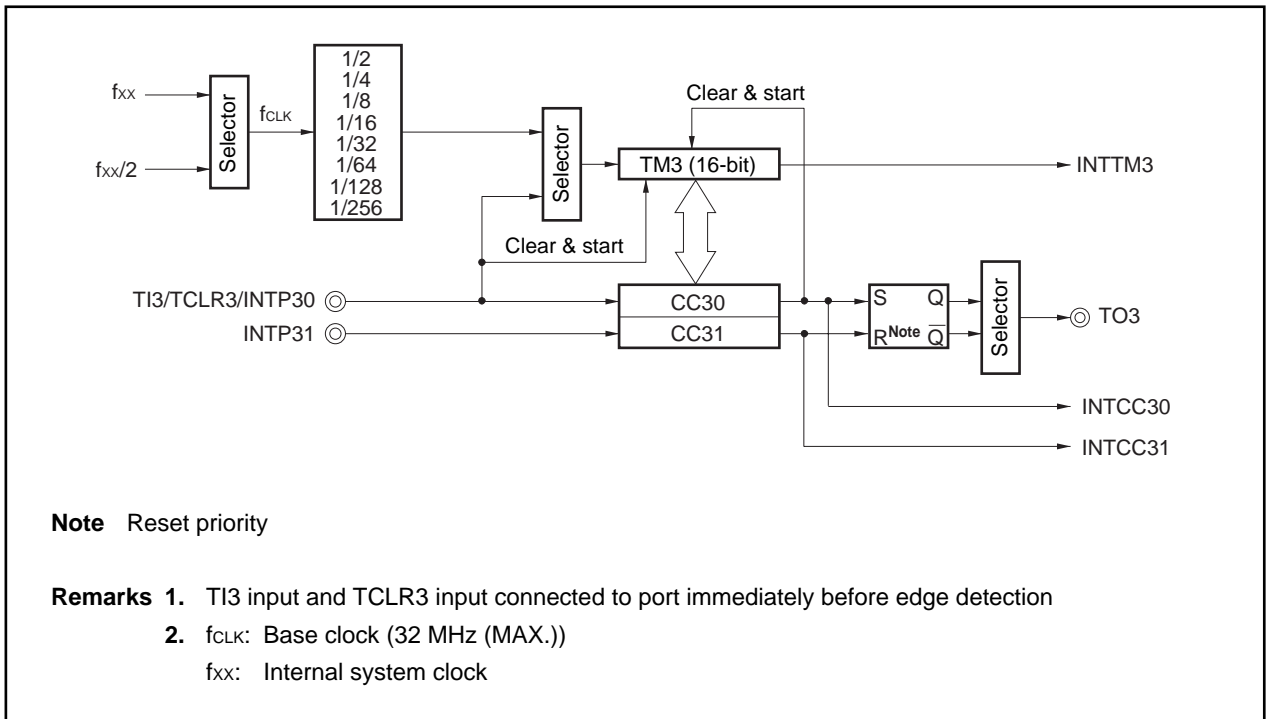 fXX
fXX/2
Selector
fCLK
1/2
1/4
1/8
1/16
1/32
1/64
1/128
1/256
Selector
Clear & start
TM3 (16-bit)
INTTM3
Clear & start
TI3/TCLR3/INTP30
INTP31
CC30
CC31
S Q
RNote Q̅
Selector
TO3
INTCC30
INTCC31
Note Reset priority
Remarks 1. TI3 input and TCLR3 input connected to port immediately before edge detection
2. fCLK: Base clock (32 MHz (MAX.))
fXX: Internal system clock